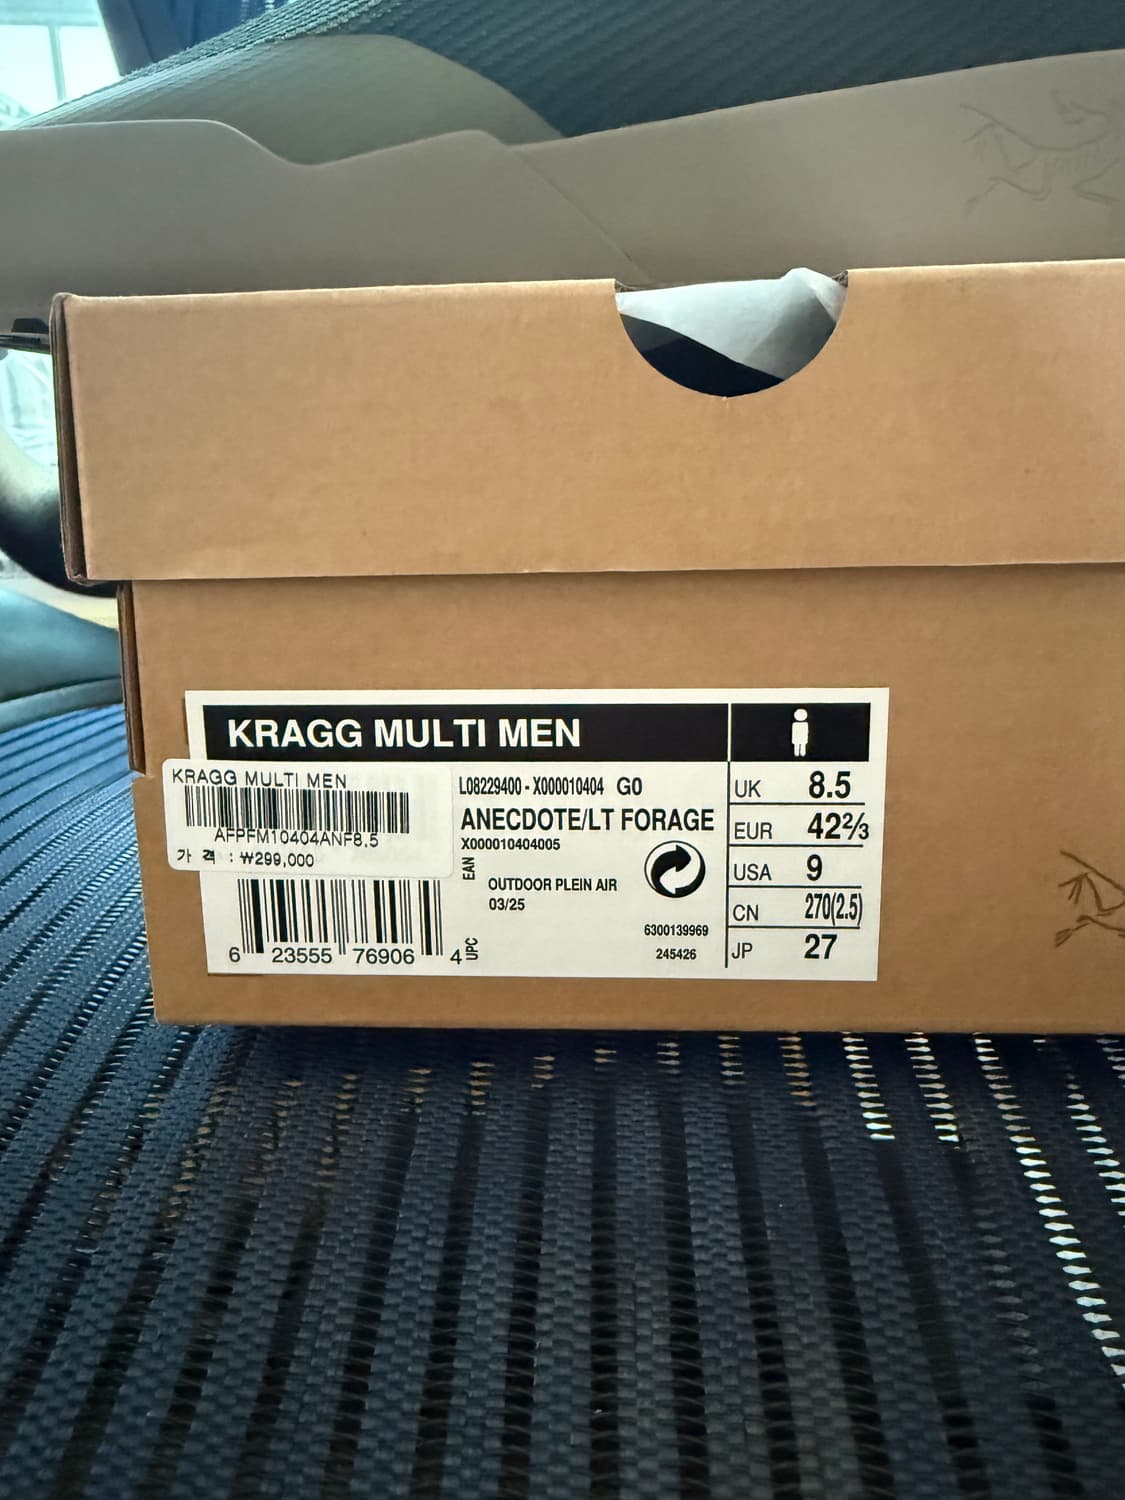 KRAGG MULTI MEN
KRAGG MULTI MEN
AFPFM10404ANF8.5
가 격 : ₩299,000
L08229400 - X000010404 GO
ANECDOTE/LT FORAGE
X000010404005
EAN
OUTDOOR PLEIN AIR
03/25
6300139969
245426
6 23555 76906 4
UPC
UK 8.5
EUR 42⅔
USA 9
CN 270(2.5)
JP 27